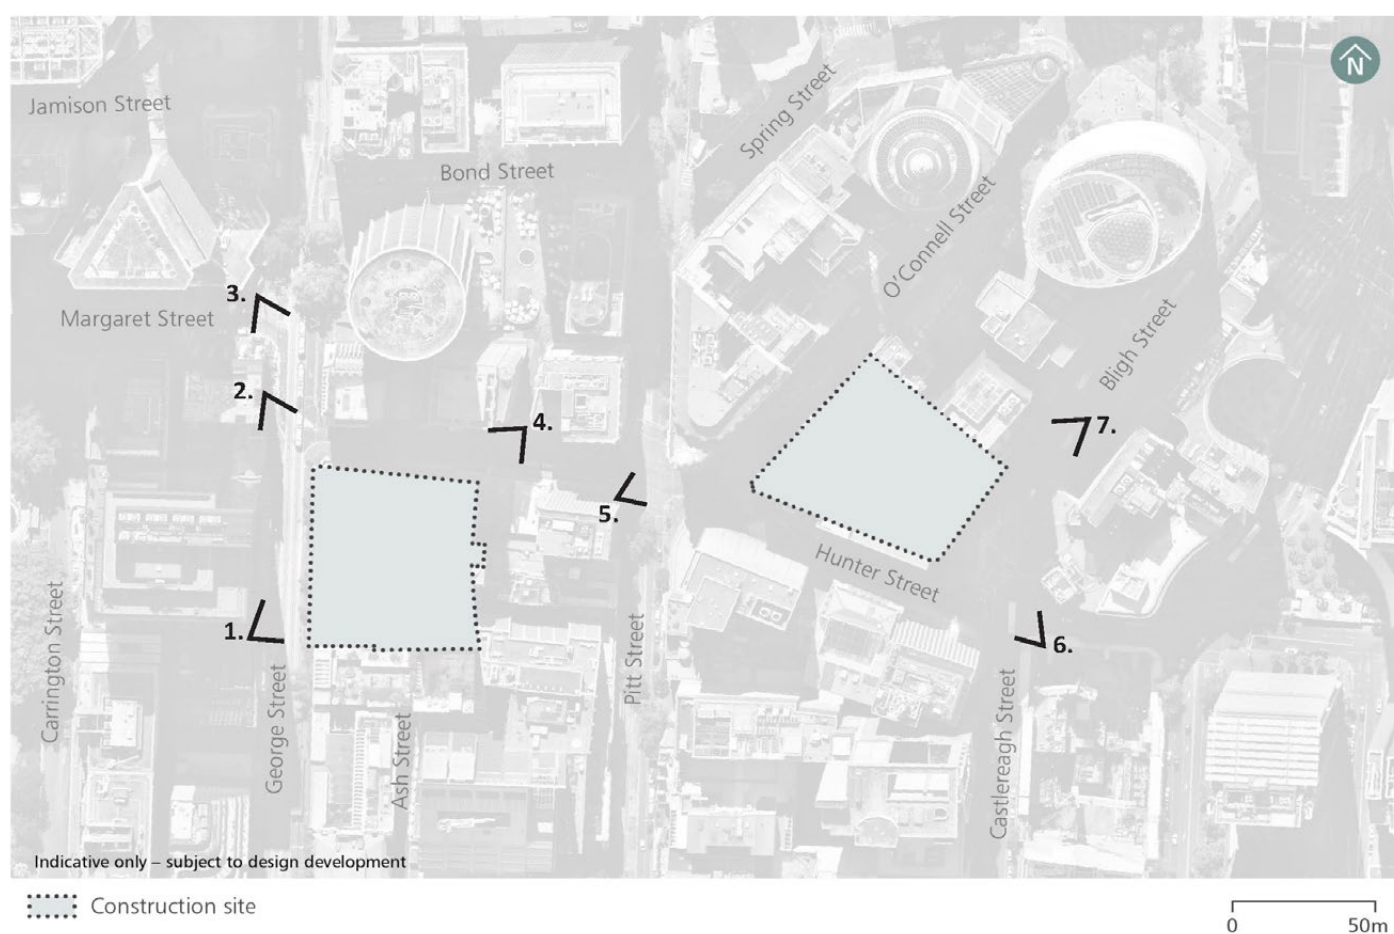 N
Jamison Street
Spring Street
Bond Street
O'Connell Street
3.
Margaret Street
Bligh Street
2.
4.
7.
5.
Hunter Street
1.
6.
Carrington Street
George Street
Ash Street
Pitt Street
Castlereagh Street
Indicative only – subject to design development
Construction site
0 50m